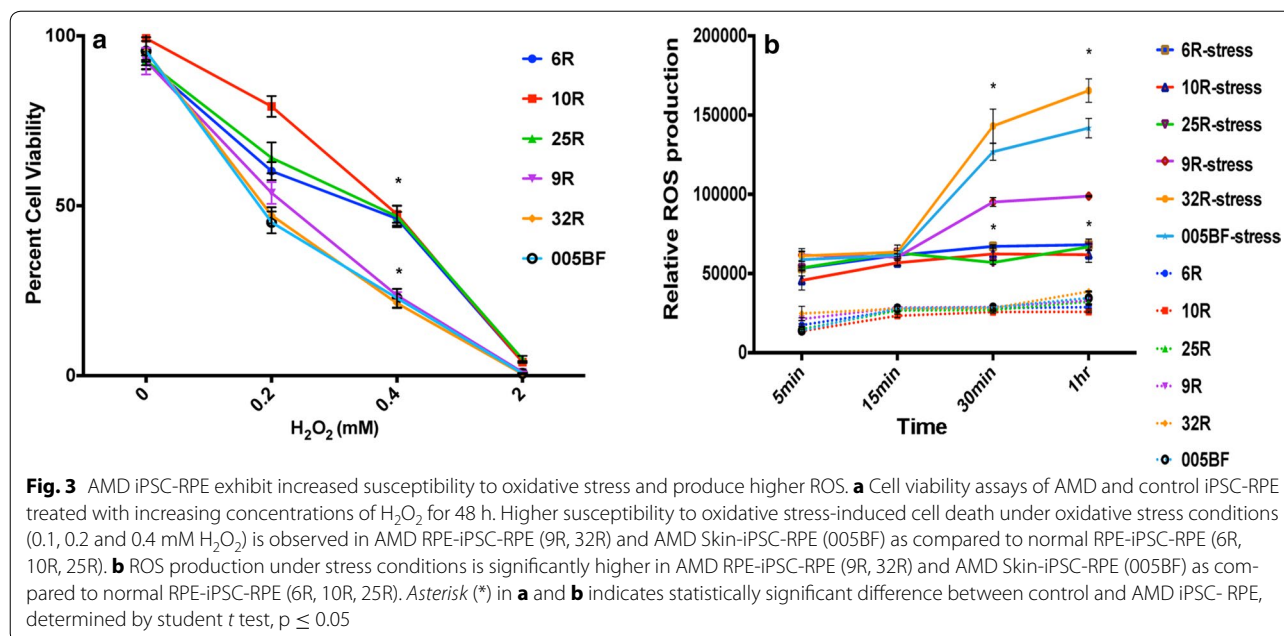 a
100
50
0
Percent Cell Viability
0
0.2
0.4
2
H₂O₂ (mM)
*
*
6R
10R
25R
9R
32R
005BF
b
200000
150000
100000
50000
0
Relative ROS production
5min
15min
30min
1hr
Time
*
*
*
*
6R-stress
10R-stress
25R-stress
9R-stress
32R-stress
005BF-stress
6R
10R
25R
9R
32R
005BF
Fig. 3 AMD iPSC-RPE exhibit increased susceptibility to oxidative stress and produce higher ROS. a Cell viability assays of AMD and control iPSC-RPE
treated with increasing concentrations of H₂O₂ for 48 h. Higher susceptibility to oxidative stress-induced cell death under oxidative stress conditions
(0.1, 0.2 and 0.4 mM H₂O₂) is observed in AMD RPE-iPSC-RPE (9R, 32R) and AMD Skin-iPSC-RPE (005BF) as compared to normal RPE-iPSC-RPE (6R,
10R, 25R). b ROS production under stress conditions is significantly higher in AMD RPE-iPSC-RPE (9R, 32R) and AMD Skin-iPSC-RPE (005BF) as com-
pared to normal RPE-iPSC-RPE (6R, 10R, 25R). Asterisk (*) in a and b indicates statistically significant difference between control and AMD iPSC- RPE,
determined by student t test, p ≤ 0.05